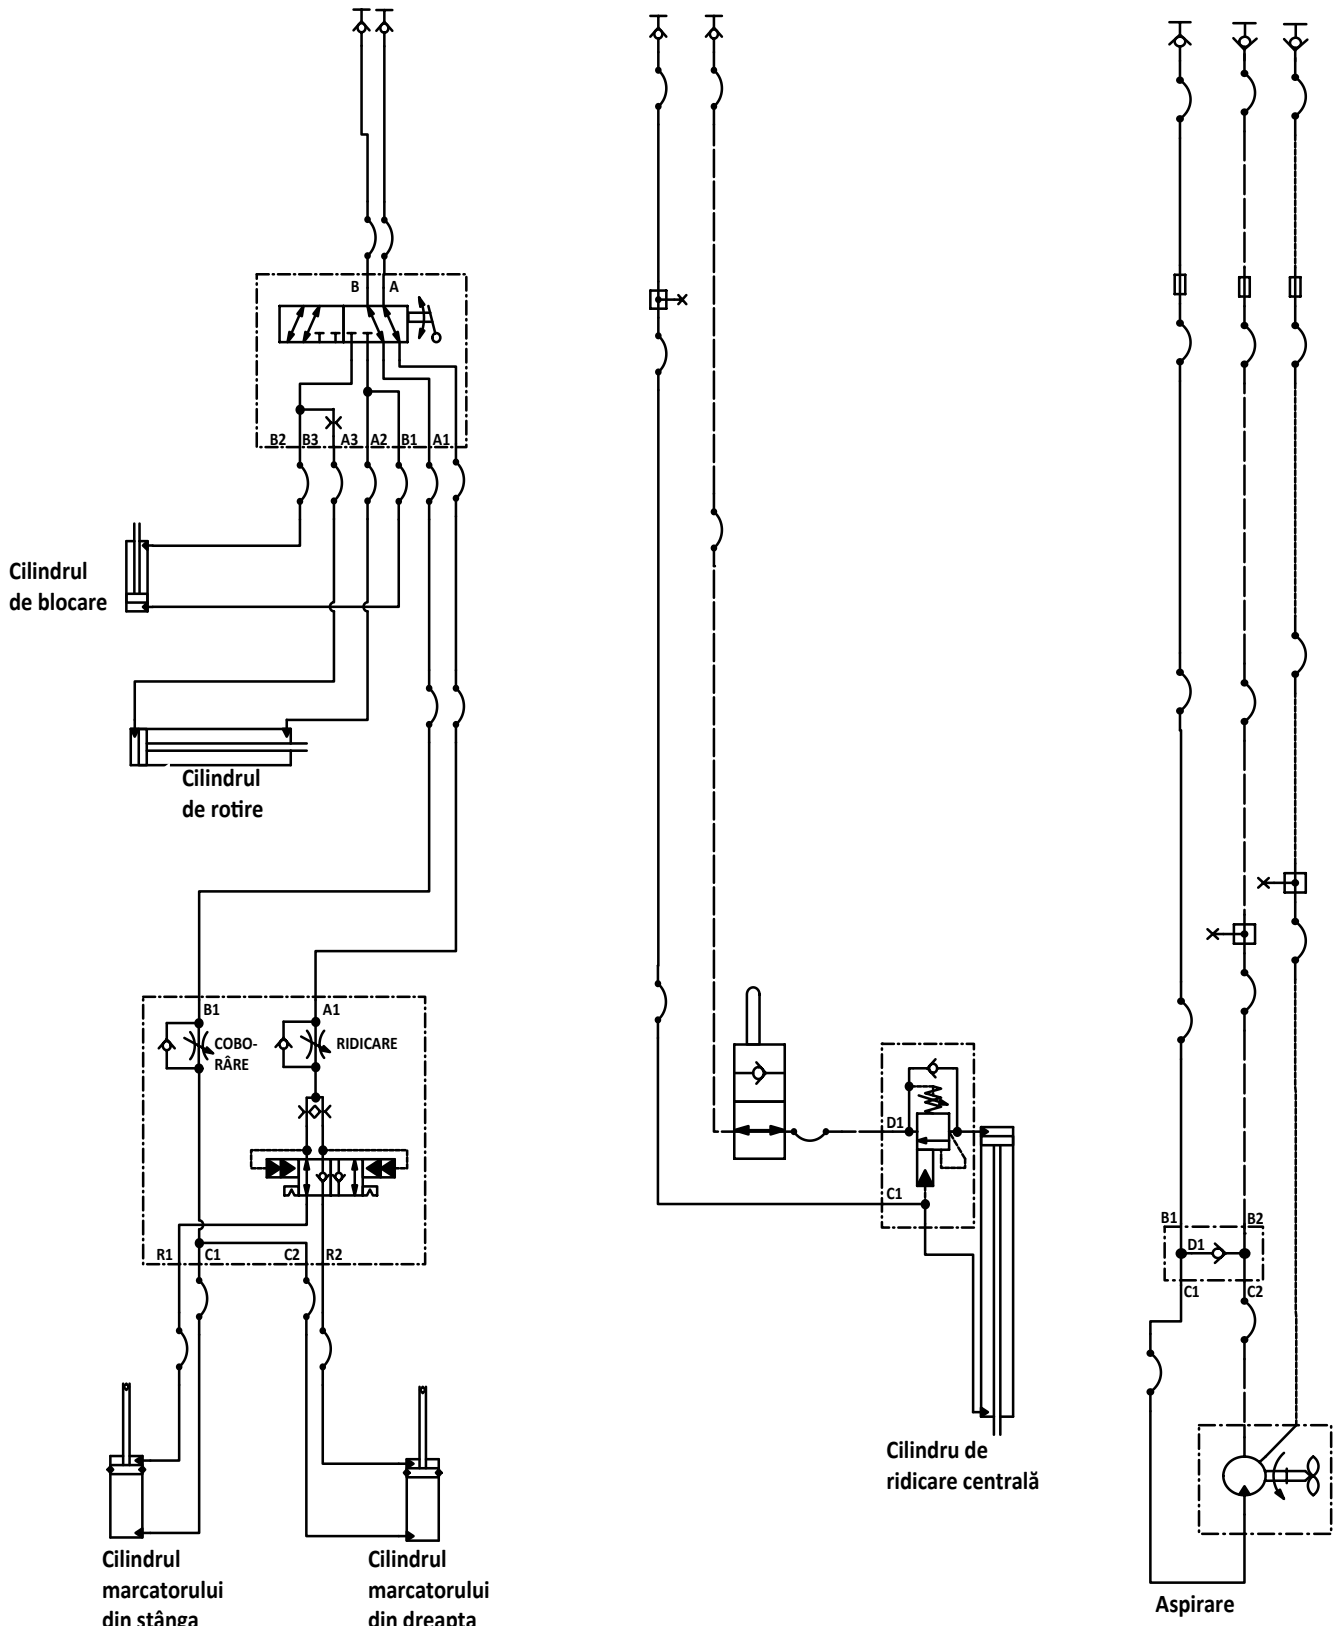 B A
B2 B3 A3 A2 B1 A1
Cilindrul
de blocare
Cilindrul
de rotire
B1 A1
COBO-
RÂRE
RIDICARE
R1 C1 C2 R2
Cilindrul
marcatorului
din stânga
Cilindrul
marcatorului
din dreapta
D1
C1
Cilindru de
ridicare centrală
B1 B2
D1
C1 C2
Aspirare